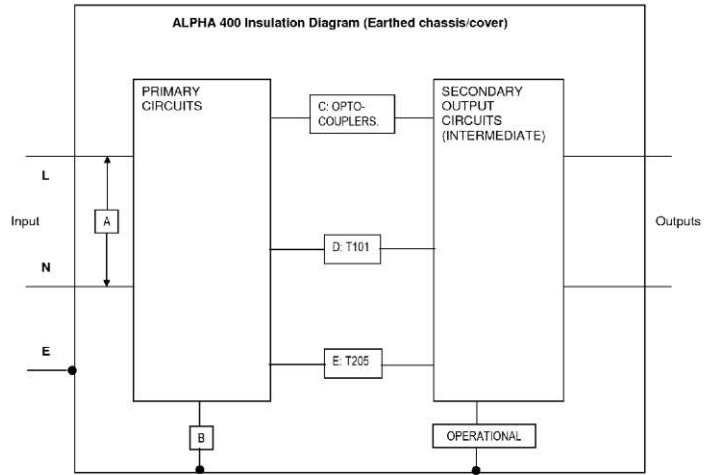 ALPHA 400 Insulation Diagram (Earthed chassis/cover)
PRIMARY
CIRCUITS
C: OPTO-
COUPLERS.
SECONDARY
OUTPUT
CIRCUITS
(INTERMEDIATE)
L
Input
A
Outputs
N
D: T101
E
E: T205
B
OPERATIONAL